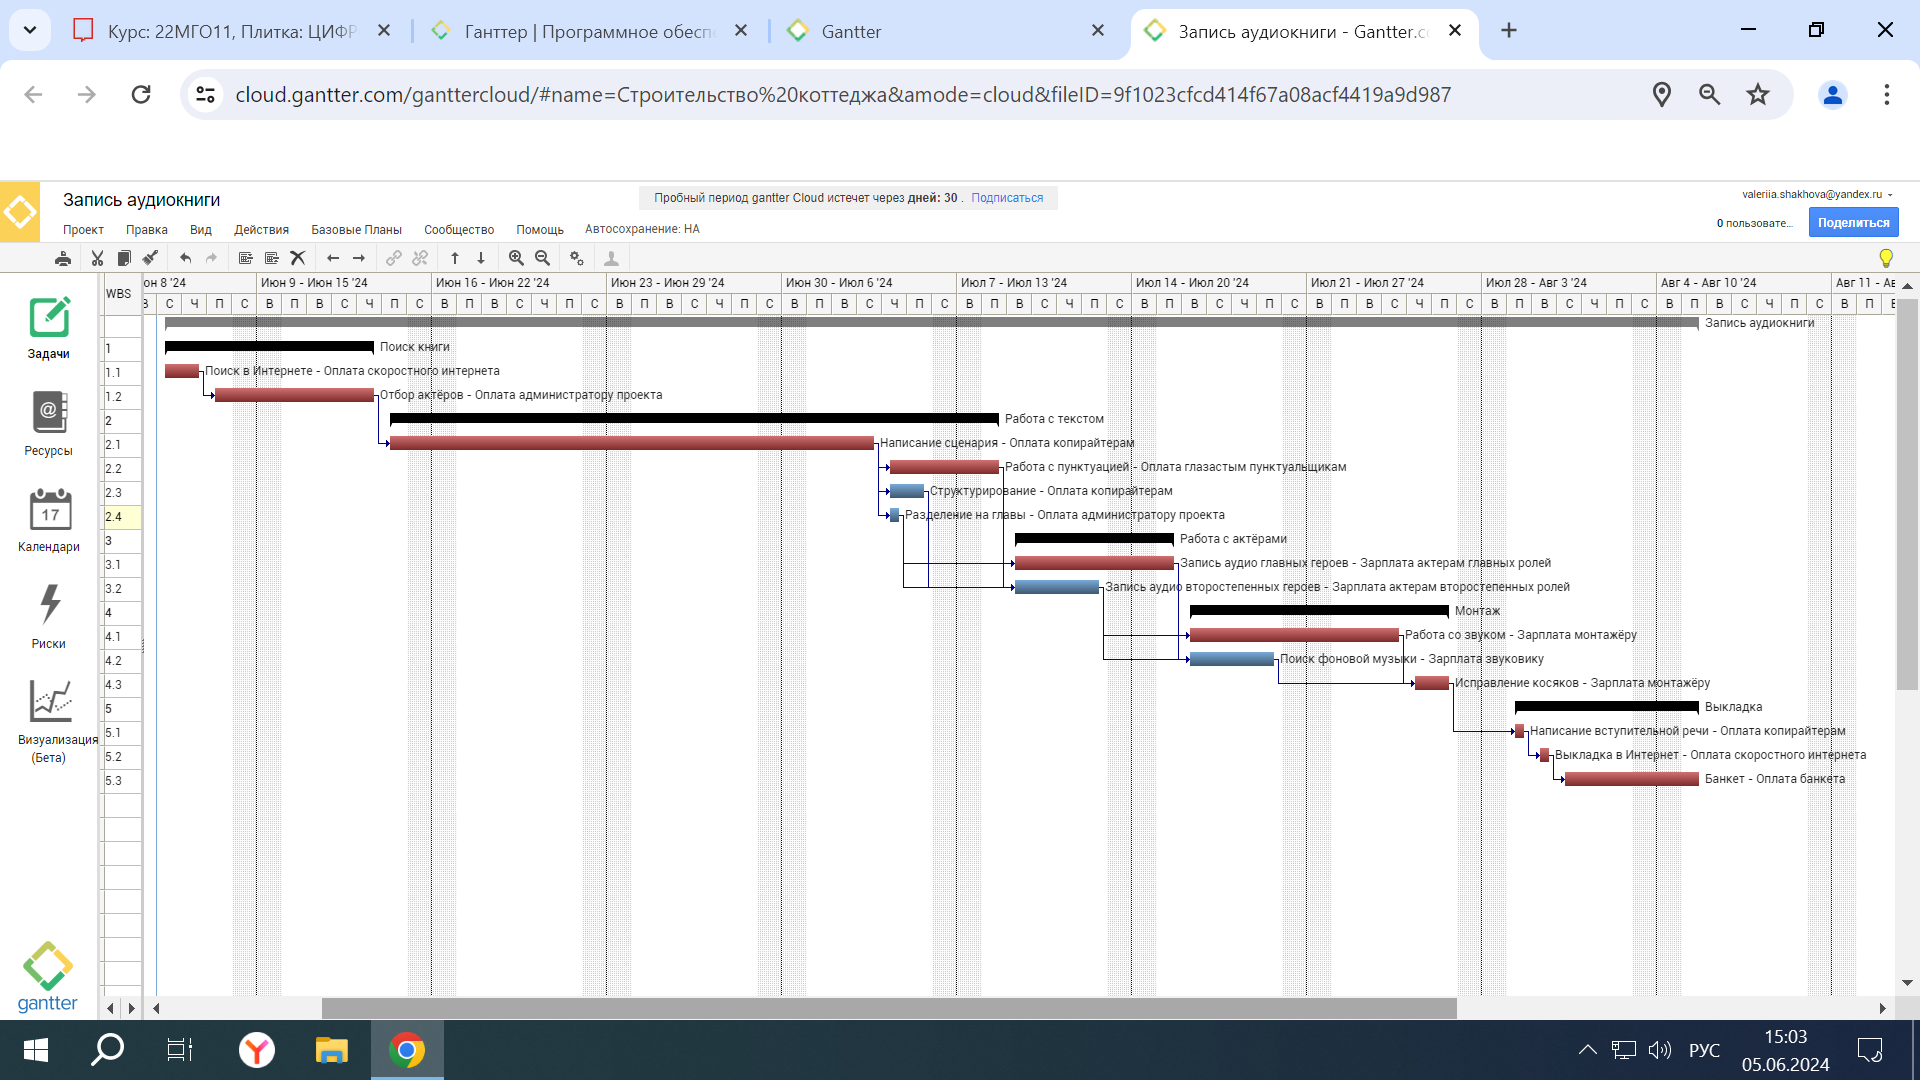 Курс: 22МГО11, Плитка: ЦИФР
Ганттер | Программное обесп
Gantter
Запись аудиокниги - Gantter.c
cloud.gantter.com/ganttercloud/#name=Строительство%20коттеджа&amode=cloud&fileID=9f1023cfcd414f67a08acf4419a9d987
Запись аудиокниги
Пробный период gantter Cloud истечет через дней: 30 . Подписаться
valeriia.shakhova@yandex.ru
Проект Правка Вид Действия Базовые Планы Сообщество Помощь Автосохранение: НА
0 пользовате... Поделиться
WBS
он 8 '24 Июн 9 - Июн 15 '24 Июн 16 - Июн 22 '24 Июн 23 - Июн 29 '24 Июн 30 - Июл 6 '24 Июл 7 - Июл 13 '24 Июл 14 - Июл 20 '24 Июл 21 - Июл 27 '24 Июл 28 - Авг 3 '24 Авг 4 - Авг 10 '24 Авг 11 - Ав
В С Ч П С В П В С Ч П С В П В С Ч П С В П В С Ч П С В П В С Ч П С В П В С Ч П С В П В С Ч П С В П В С Ч П С В П В С Ч П С В П В С Ч П С В П В
Запись аудиокниги
1 Поиск книги
1.1 Поиск в Интернете - Оплата скоростного интернета
1.2 Отбор актёров - Оплата администратору проекта
2 Работа с текстом
2.1 Написание сценария - Оплата копирайтерам
2.2 Работа с пунктуацией - Оплата глазастым пунктуальщикам
2.3 Структурирование - Оплата копирайтерам
2.4 Разделение на главы - Оплата администратору проекта
3 Работа с актёрами
3.1 Запись аудио главных героев - Зарплата актерам главных ролей
3.2 Запись аудио второстепенных героев - Зарплата актерам второстепенных ролей
4 Монтаж
4.1 Работа со звуком - Зарплата монтажёру
4.2 Поиск фоновой музыки - Зарплата звуковику
4.3 Исправление косяков - Зарплата монтажёру
5 Выкладка
5.1 Написание вступительной речи - Оплата копирайтерам
5.2 Выкладка в Интернет - Оплата скоростного интернета
5.3 Банкет - Оплата банкета
Задачи
@
Ресурсы
17
Календари
Риски
Визуализация
(Бета)
gantter
РУС
15:03
05.06.2024